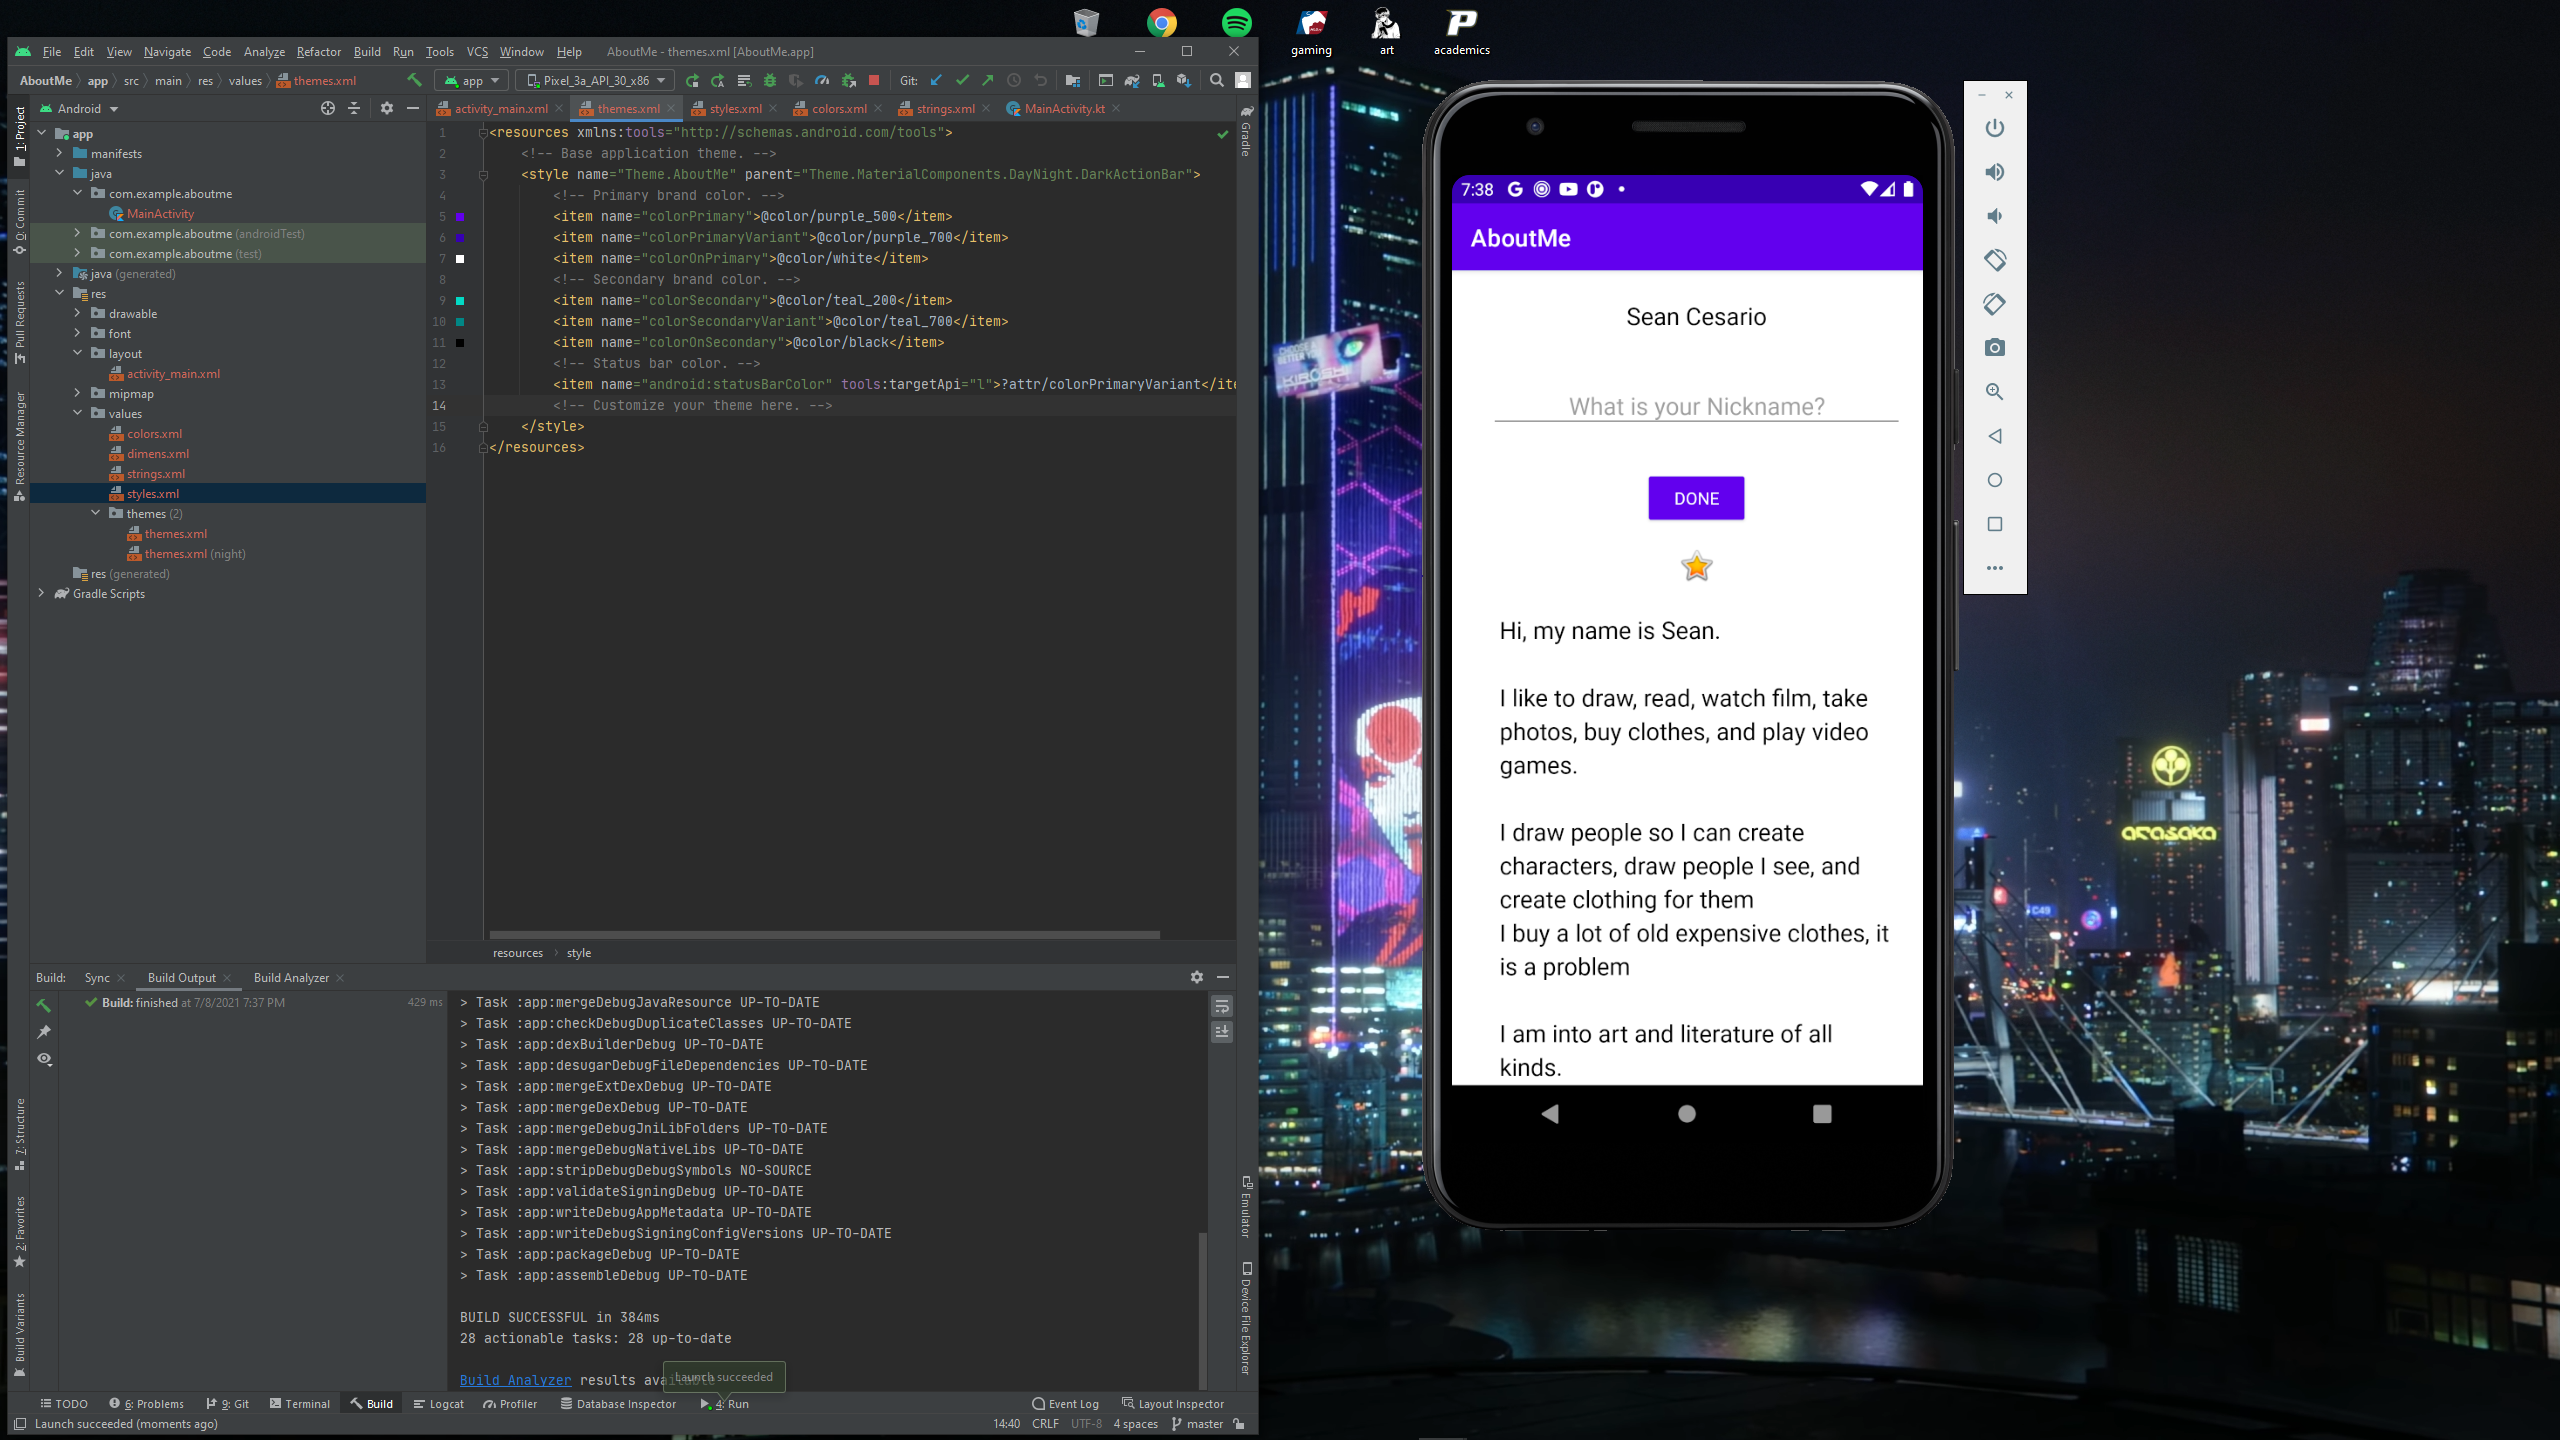 gaming
art
academics
File Edit View Navigate Code Analyze Refactor Build Run Tools VCS Window Help AboutMe - themes.xml [AboutMe.app]
AboutMe app src main res values themes.xml app Pixel_3a_API_30_x86 Git:
Android
activity_main.xml themes.xml styles.xml colors.xml strings.xml MainActivity.kt
1: Project
0: Commit
Pull Requests
Resource Manager
7: Structure
2: Favorites
Build Variants
app
manifests
java
com.example.aboutme
MainActivity
com.example.aboutme (androidTest)
com.example.aboutme (test)
java (generated)
res
drawable
font
layout
activity_main.xml
mipmap
values
colors.xml
dimens.xml
strings.xml
styles.xml
themes (2)
themes.xml
themes.xml (night)
res (generated)
Gradle Scripts
1 <resources xmlns:tools="http://schemas.android.com/tools">
2 <!-- Base application theme. -->
3 <style name="Theme.AboutMe" parent="Theme.MaterialComponents.DayNight.DarkActionBar">
4 <!-- Primary brand color. -->
5 <item name="colorPrimary">@color/purple_500</item>
6 <item name="colorPrimaryVariant">@color/purple_700</item>
7 <item name="colorOnPrimary">@color/white</item>
8 <!-- Secondary brand color. -->
9 <item name="colorSecondary">@color/teal_200</item>
10 <item name="colorSecondaryVariant">@color/teal_700</item>
11 <item name="colorOnSecondary">@color/black</item>
12 <!-- Status bar color. -->
13 <item name="android:statusBarColor" tools:targetApi="l">?attr/colorPrimaryVariant</ite
14 <!-- Customize your theme here. -->
15 </style>
16 </resources>
resources style
Gradle
Emulator
Device File Explorer
Build: Sync Build Output Build Analyzer
Build: finished at 7/8/2021 7:37 PM 429 ms
> Task :app:mergeDebugJavaResource UP-TO-DATE
> Task :app:checkDebugDuplicateClasses UP-TO-DATE
> Task :app:dexBuilderDebug UP-TO-DATE
> Task :app:desugarDebugFileDependencies UP-TO-DATE
> Task :app:mergeExtDexDebug UP-TO-DATE
> Task :app:mergeDexDebug UP-TO-DATE
> Task :app:mergeDebugJniLibFolders UP-TO-DATE
> Task :app:mergeDebugNativeLibs UP-TO-DATE
> Task :app:stripDebugDebugSymbols NO-SOURCE
> Task :app:validateSigningDebug UP-TO-DATE
> Task :app:writeDebugAppMetadata UP-TO-DATE
> Task :app:writeDebugSigningConfigVersions UP-TO-DATE
> Task :app:packageDebug UP-TO-DATE
> Task :app:assembleDebug UP-TO-DATE
BUILD SUCCESSFUL in 384ms
28 actionable tasks: 28 up-to-date
Build Analyzer results available
Launch succeeded
TODO 6: Problems 9: Git Terminal Build Logcat Profiler Database Inspector 4: Run Event Log Layout Inspector
Launch succeeded (moments ago) 14:40 CRLF UTF-8 4 spaces master
7:38
AboutMe
Sean Cesario
What is your Nickname?
DONE
Hi, my name is Sean.
I like to draw, read, watch film, take
photos, buy clothes, and play video
games.
I draw people so I can create
characters, draw people I see, and
create clothing for them
I buy a lot of old expensive clothes, it
is a problem
I am into art and literature of all
kinds.
CHOOSE A
BETTER YOU
KIROSHI
C49
ARASAKA